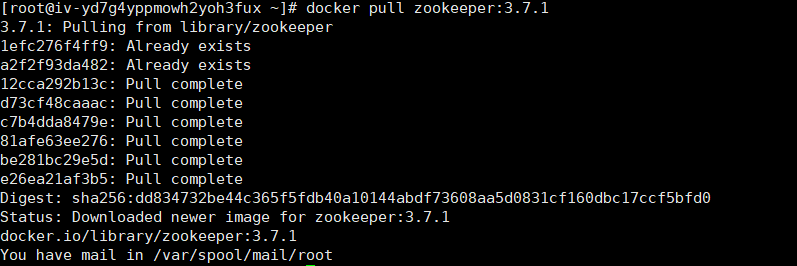 [root@iv-yd7g4yppmowh2yoh3fux ~]# docker pull zookeeper:3.7.1
3.7.1: Pulling from library/zookeeper
1efc276f4ff9: Already exists
a2f2f93da482: Already exists
12cca292b13c: Pull complete
d73cf48caaac: Pull complete
c7b4dda8479e: Pull complete
81afe63ee276: Pull complete
be281bc29e5d: Pull complete
e26ea21af3b5: Pull complete
Digest: sha256:dd834732be44c365f5fdb40a10144abdf73608aa5d0831cf160dbc17ccf5bfd0
Status: Downloaded newer image for zookeeper:3.7.1
docker.io/library/zookeeper:3.7.1
You have mail in /var/spool/mail/root